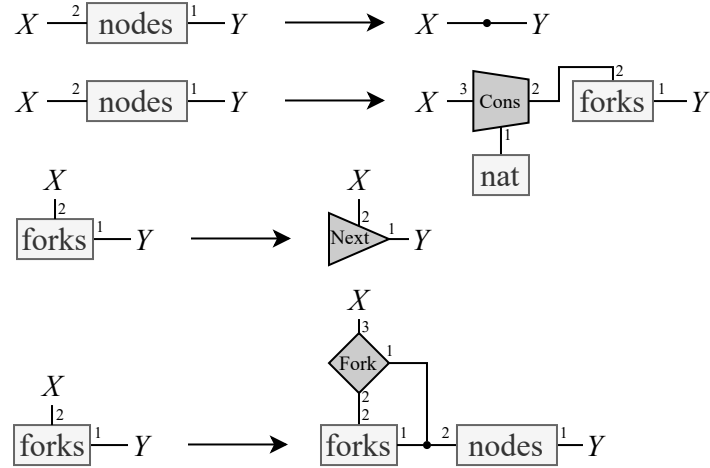 X 2 nodes 1 Y X Y
X 2 nodes 1 Y X 3 Cons 2 2 forks 1 Y
1
nat
X X
2 2
forks 1 Y Next 1 Y
X
3
Fork 1
X 2
2 2
forks 1 Y forks 1 2 nodes 1 Y